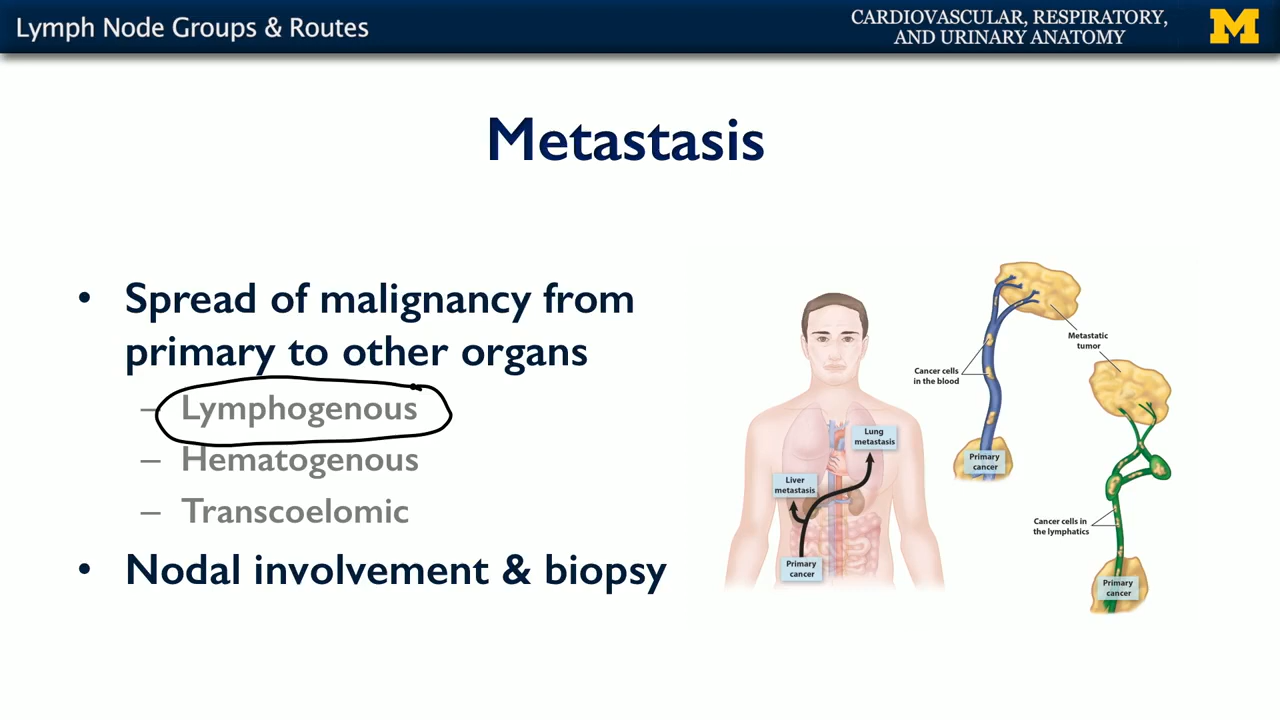 Lymph Node Groups & Routes
CARDIOVASCULAR, RESPIRATORY,
AND URINARY ANATOMY
M
Metastasis
• Spread of malignancy from
primary to other organs
– Lymphogenous
– Hematogenous
– Transcoelomic
• Nodal involvement & biopsy
Lung
metastasis
Liver
metastasis
Primary
cancer
Cancer cells
in the blood
Primary
cancer
Metastatic
tumor
Cancer cells in
the lymphatics
Primary
cancer